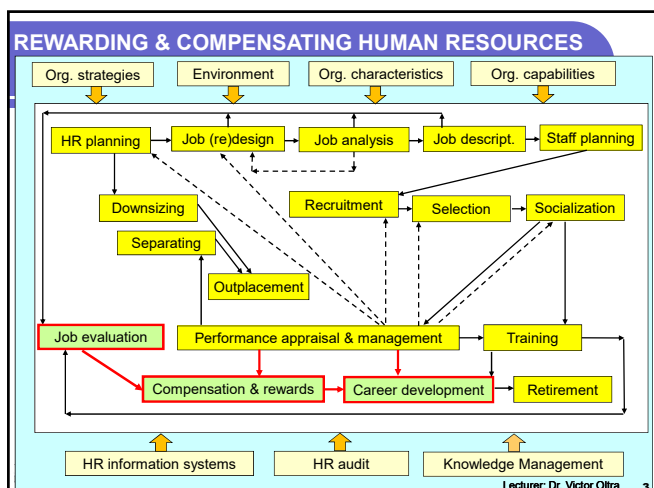 REWARDING & COMPENSATING HUMAN RESOURCES
Org. strategies
Environment
Org. characteristics
Org. capabilities
HR planning
Job (re)design
Job analysis
Job descript.
Staff planning
Downsizing
Recruitment
Selection
Socialization
Separating
Outplacement
Job evaluation
Performance appraisal & management
Training
Compensation & rewards
Career development
Retirement
HR information systems
HR audit
Knowledge Management
Lecturer: Dr. Victor Oltra
3